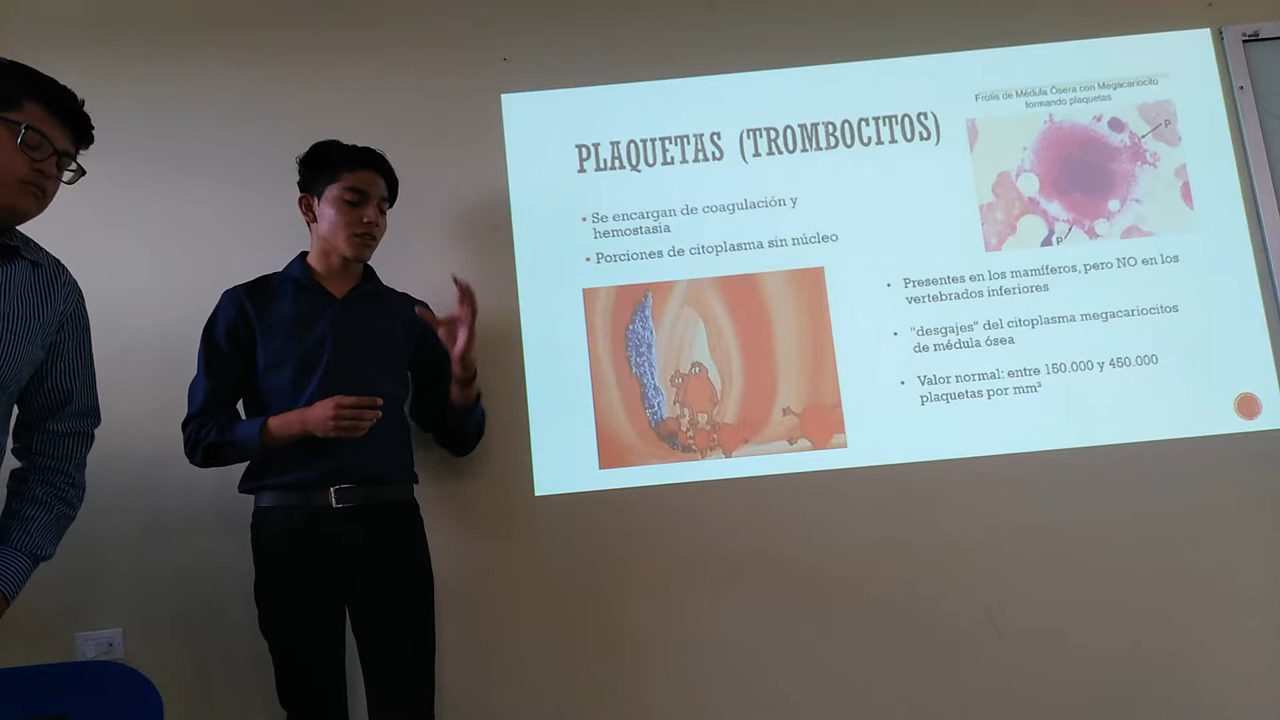 PLAQUETAS (TROMBOCITOS)
▪ Se encargan de coagulación y
hemostasia
▪ Porciones de citoplasma sin núcleo
Frotis de Médula Ósera con Megacariocito
formando plaquetas
P
P
• Presentes en los mamíferos, pero NO en los
vertebrados inferiores
• "desgajes" del citoplasma megacariocitos
de médula ósea
• Valor normal: entre 150.000 y 450.000
plaquetas por mm³